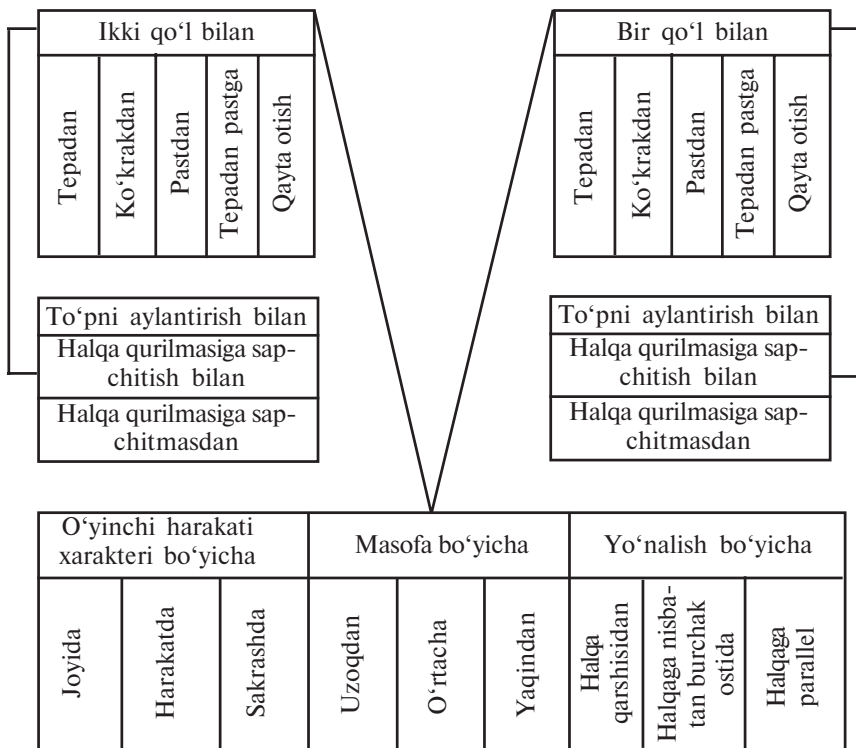 Ikki qo‘l bilan
Tepadan
Ko‘krakdan
Pastdan
Tepadan pastga
Qayta otish
Bir qo‘l bilan
Tepadan
Ko‘krakdan
Pastdan
Tepadan pastga
Qayta otish
To‘pni aylantirish bilan
Halqa qurilmasiga sap-
chitish bilan
Halqa qurilmasiga sap-
chitmasdan
To‘pni aylantirish bilan
Halqa qurilmasiga sap-
chitish bilan
Halqa qurilmasiga sap-
chitmasdan
O‘yinchi harakati
xarakteri bo‘yicha
Joyida
Harakatda
Sakrashda
Masofa bo‘yicha
Uzoqdan
O‘rtacha
Yaqindan
Yo‘nalish bo‘yicha
Halqa
qarshisidan
Halqaga nisba-
tan burchak
ostida
Halqaga
parallel